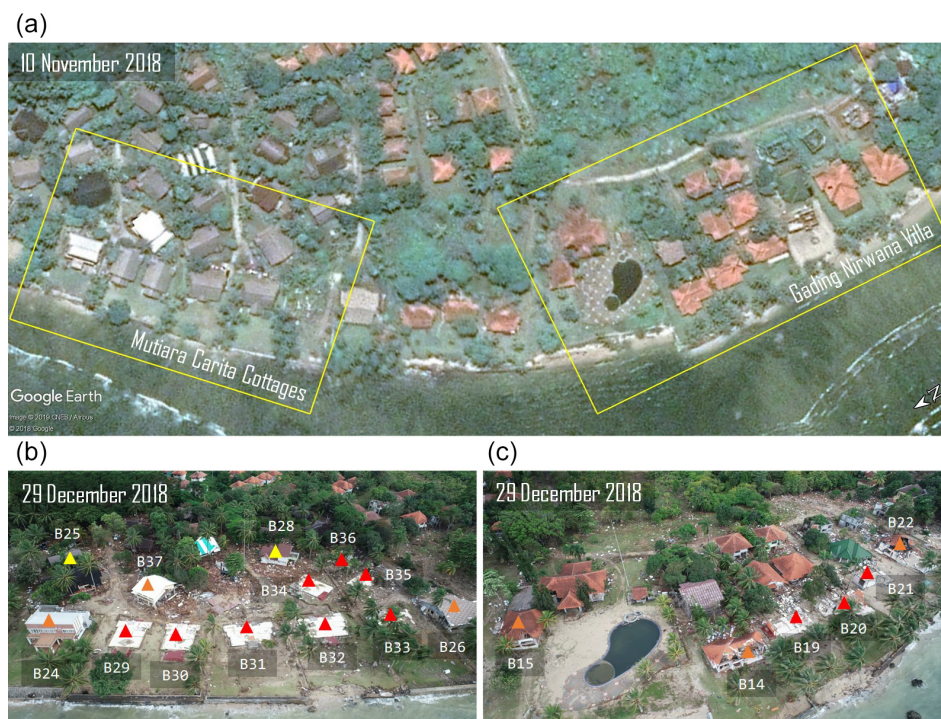 (a)
10 November 2018
Mutiara Carita Cottages
Gading Nirwana Villa
Google Earth
Image © 2019 CNES / Airbus
© 2018 Google
N
(b)
29 December 2018
B25
B37
B28
B36
B34
B35
B24
B29
B30
B31
B32
B33
B26
(c)
29 December 2018
B22
B21
B20
B19
B15
B14